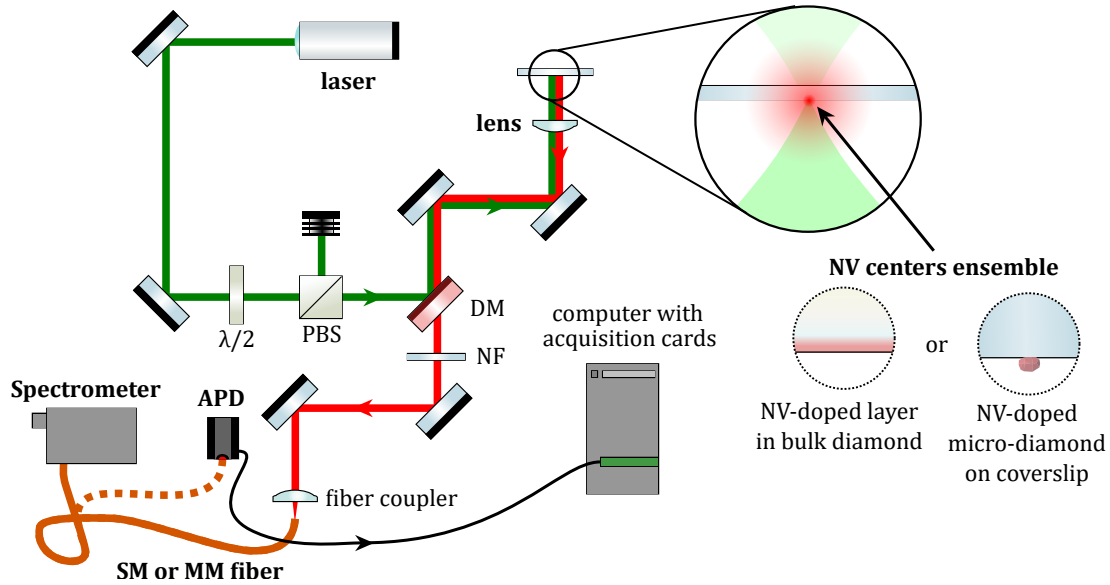 laser
lens
NV centers ensemble
λ/2
PBS
DM
NF
computer with
acquisition cards
or
NV-doped layer
in bulk diamond
NV-doped
micro-diamond
on coverslip
Spectrometer
APD
fiber coupler
SM or MM fiber